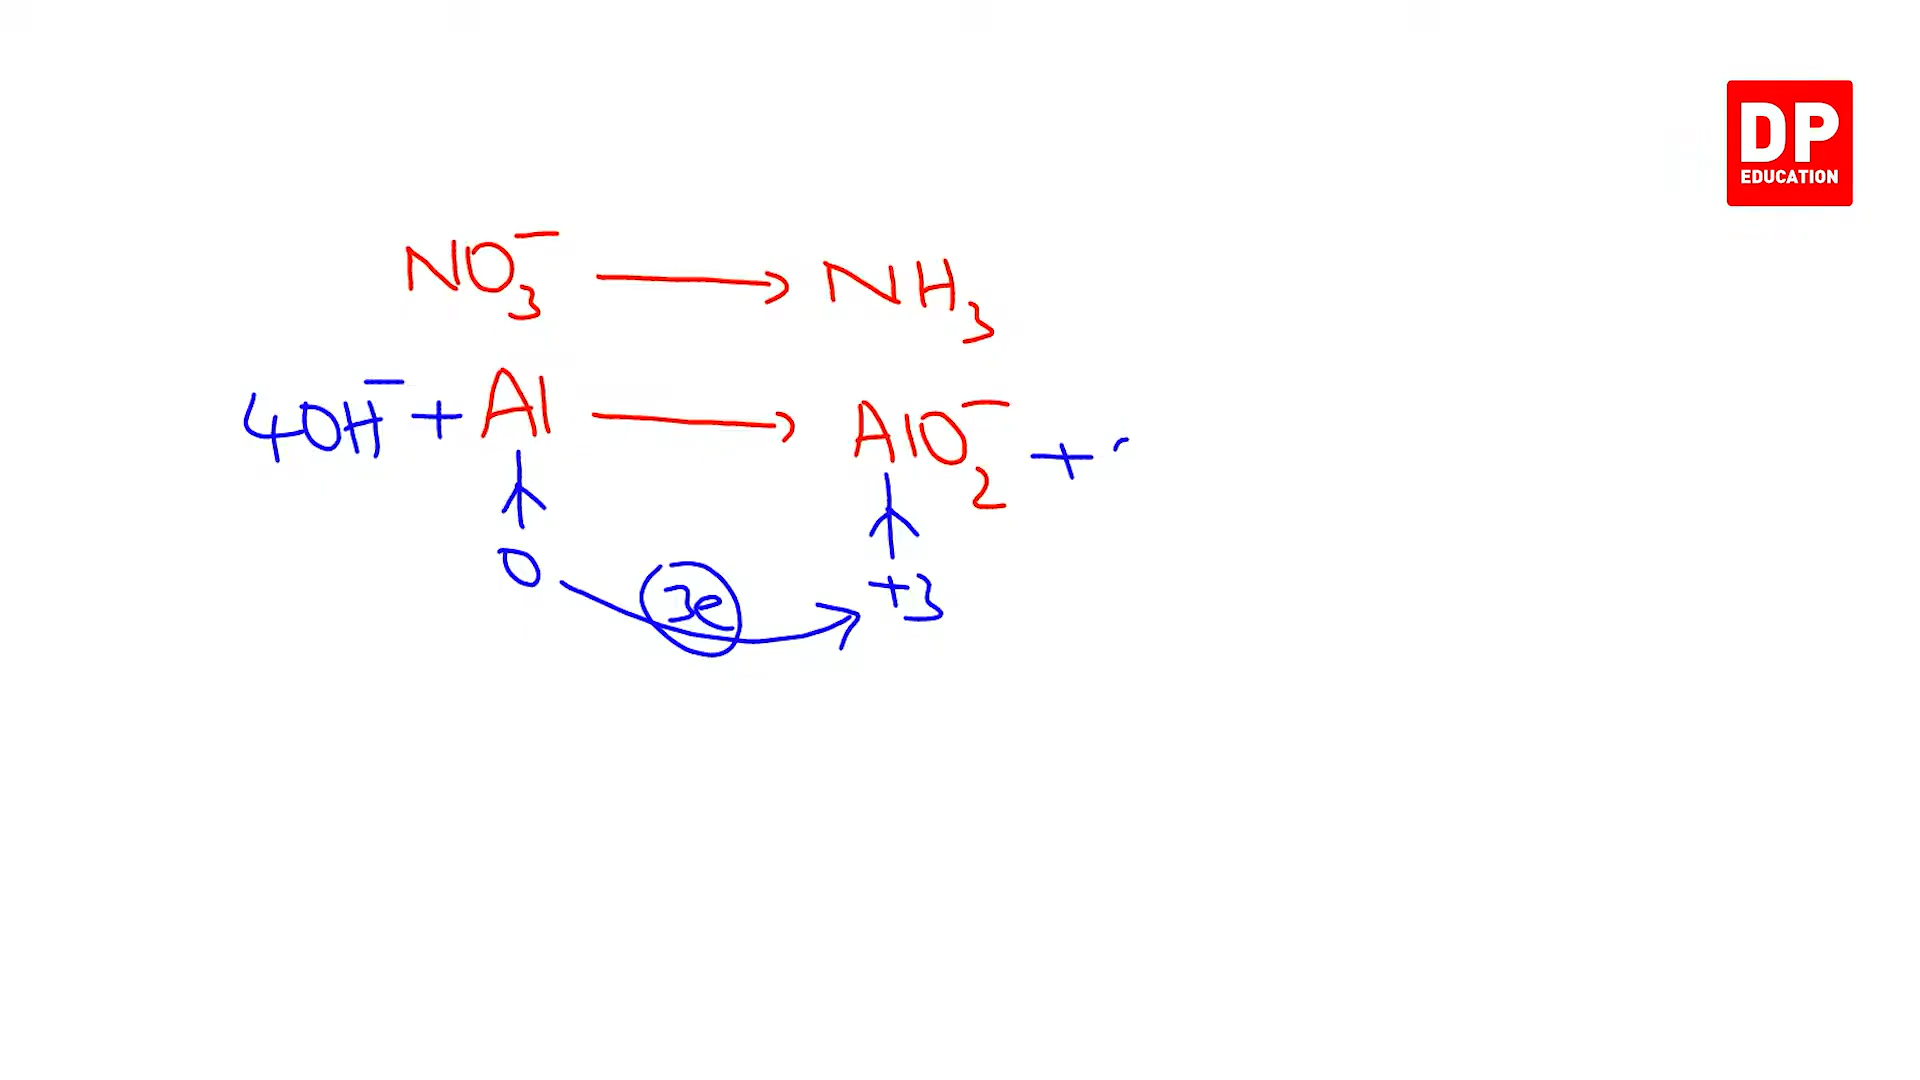 DP
EDUCATION
NO₃⁻ → NH₃
4OH⁻ + Al → AlO₂⁻ +
0 3e +3